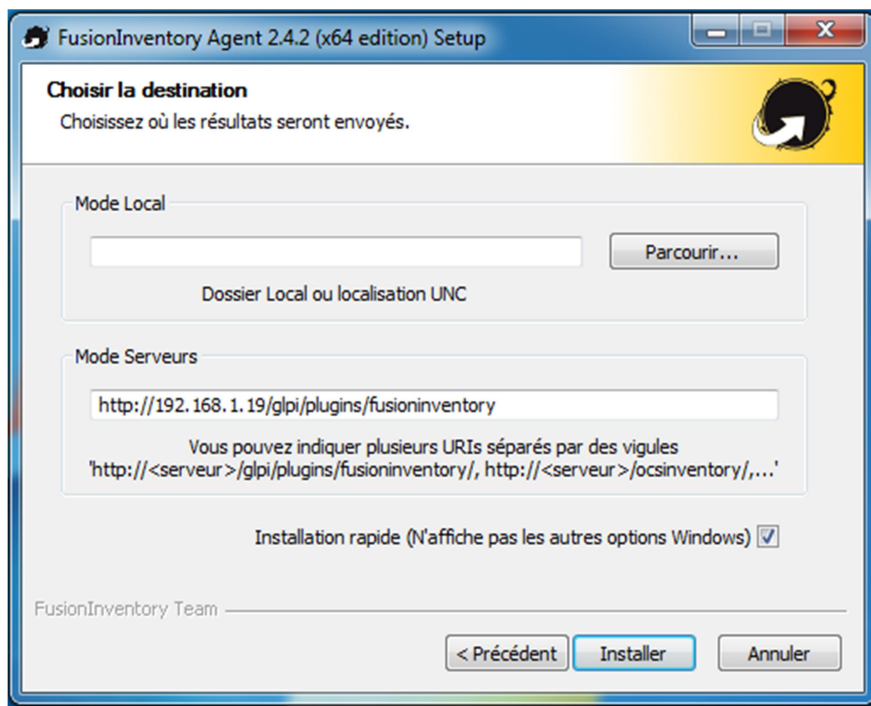 FusionInventory Agent 2.4.2 (x64 edition) Setup
Choisir la destination
Choisissez où les résultats seront envoyés.
Mode Local
Parcourir...
Dossier Local ou localisation UNC
Mode Serveurs
http://192.168.1.19/glpi/plugins/fusioninventory
Vous pouvez indiquer plusieurs URIs séparés par des vigules
'http://<serveur>/glpi/plugins/fusioninventory/, http://<serveur>/ocsinventory/,...'
Installation rapide (N'affiche pas les autres options Windows)
FusionInventory Team
< Précédent Installer Annuler